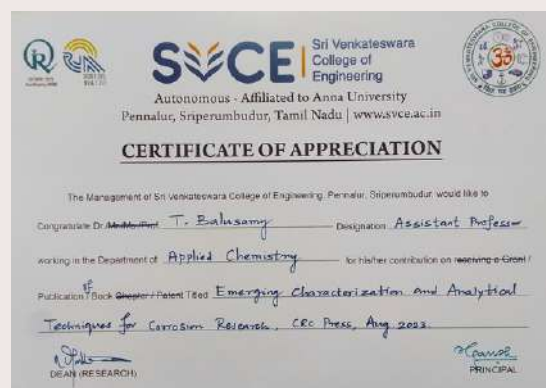 SVCE
Sri Venkateswara
College of
Engineering
Autonomous - Affiliated to Anna University
Pennalur, Sriperumbudur, Tamil Nadu | www.svce.ac.in
CERTIFICATE OF APPRECIATION
The Management of Sri Venkateswara College of Engineering, Pennalur, Sriperumbudur, would like to
Congratulate Dr./Mr/Ms/Prof T. Balusamy Designation Assistant Professor
working in the Department of Applied Chemistry for his/her contribution on receiving a Grant /
Publication of Book Chapter / Patent Titled Emerging Characterization and Analytical
Techniques for Corrosion Research, CRC Press, Aug 2023.
DEAN (RESEARCH)
PRINCIPAL